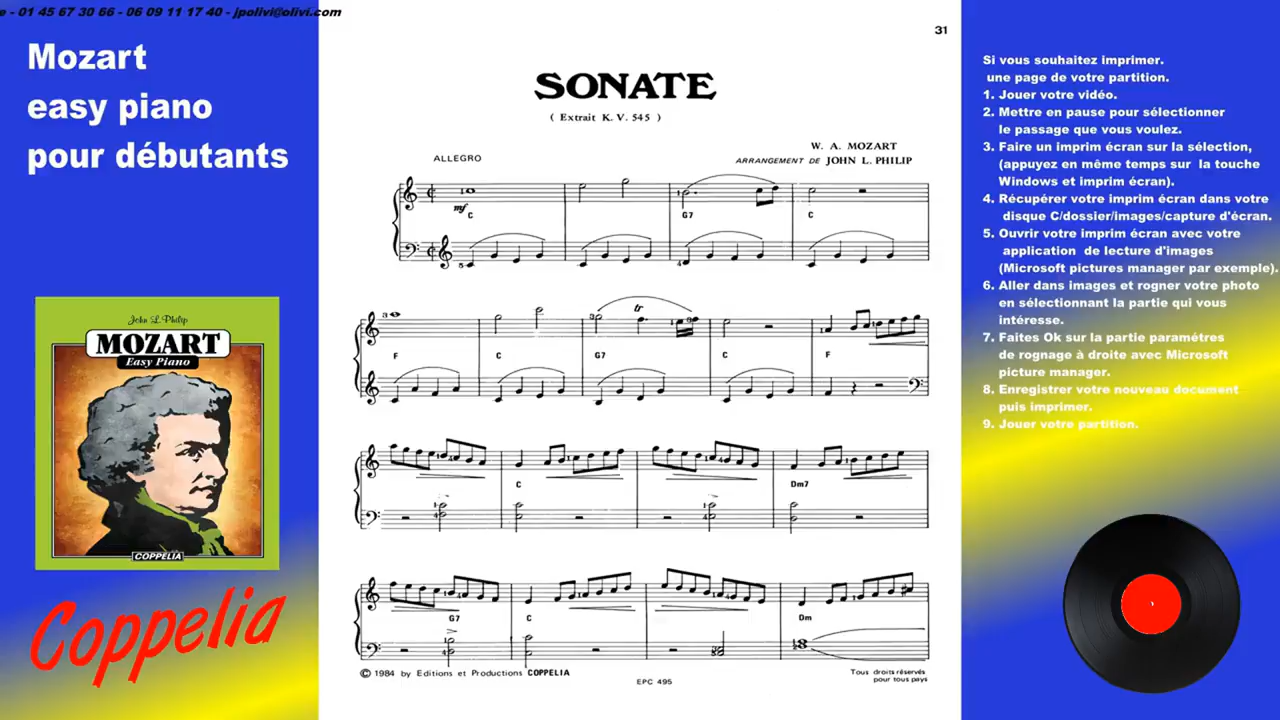 e - 01 45 67 30 66 - 06 09 11 17 40 - jpolivi@olivi.com
Mozart
easy piano
pour débutants
John L. Philip
MOZART
Easy Piano
COPPELIA
Coppelia
31
SONATE
( Extrait K. V. 545 )
W. A. MOZART
ALLEGRO
ARRANGEMENT DE JOHN L. PHILIP
1
mf
C
1
G7
C
5
4
3
3
tr
F
C
G7
C
F
C
Dm7
G7
C
Dm
© 1984 by Editions et Productions COPPELIA
EPC 495
Tous droits réservés
pour tous pays
Si vous souhaitez imprimer.
une page de votre partition.
1. Jouer votre vidéo.
2. Mettre en pause pour sélectionner
le passage que vous voulez.
3. Faire un imprim écran sur la sélection,
(appuyez en même temps sur la touche
Windows et imprim écran).
4. Récupérer votre imprim écran dans votre
disque C/dossier/images/capture d'écran.
5. Ouvrir votre imprim écran avec votre
application de lecture d'images
(Microsoft pictures manager par exemple).
6. Aller dans images et rogner votre photo
en sélectionnant la partie qui vous
intéresse.
7. Faites Ok sur la partie paramétres
de rognage à droite avec Microsoft
picture manager.
8. Enregistrer votre nouveau document
puis imprimer.
9. Jouer votre partition.